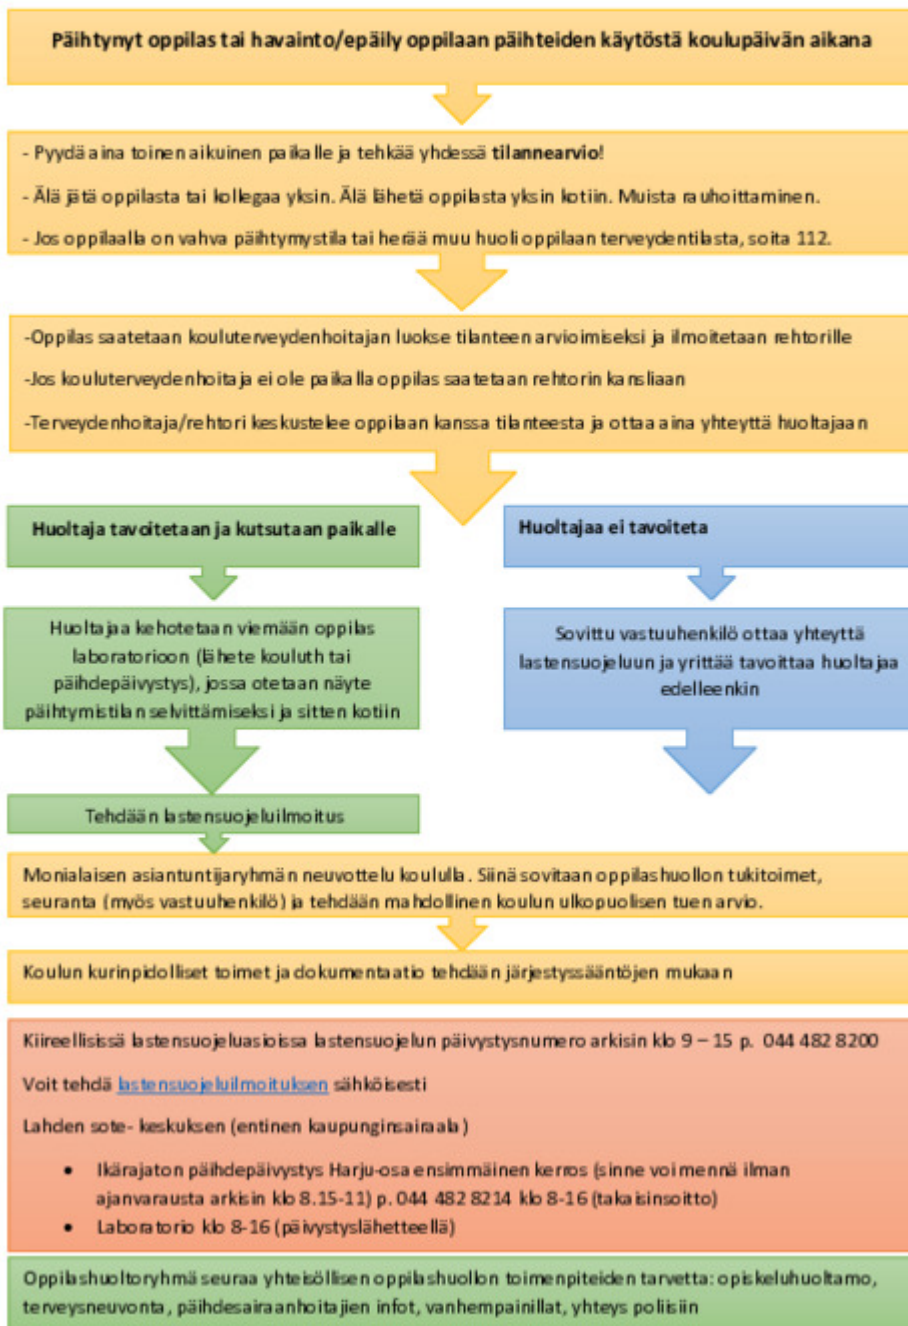 Päihtynyt oppilas tai havainto/epäily oppilaan päihteiden käytöstä koulupäivän aikana
- Pyydä aina toinen aikuinen paikalle ja tehkää yhdessä tilannearvio!
- Älä jätä oppilasta tai kollegaa yksin. Älä lähetä oppilasta yksin kotiin. Muista rauhoittaminen.
- Jos oppilaalla on vahva päihtymystila tai herää muu huoli oppilaan terveydentilasta, soita 112.
-Oppilas saatetaan kouluterveydenhoitajan luokse tilanteen arvioimiseksi ja ilmoitetaan rehtorille
-Jos kouluterveydenhoitaja ei ole paikalla oppilas saatetaan rehtorin kansliaan
-Terveydenhoitaja/rehtori keskustelee oppilaan kanssa tilanteesta ja ottaa aina yhteyttä huoltajaan
Huoltaja tavoitetaan ja kutsutaan paikalle
Huoltajaa kehotetaan viemään oppilas
laboratorioon (lähete kouluth tai
päihdepäivystys), jossa otetaan näyte
päihtymistilan selvittämiseksi ja sitten kotiin
Tehdään lastensuojeluilmoitus
Huoltajaa ei tavoiteta
Sovittu vastuuhenkilö ottaa yhteyttä
lastensuojeluun ja yrittää tavoittaa huoltajaa
edelleenkin
Monialaisen asiantuntijaryhmän neuvottelu koululla. Siinä sovitaan oppilashuollon tukitoimet,
seuranta (myös vastuuhenkilö) ja tehdään mahdollinen koulun ulkopuolisen tuen arvio.
Koulun kurinpidolliset toimet ja dokumentaatio tehdään järjestyssääntöjen mukaan
Kiireellisissä lastensuojeluasioissa lastensuojelun päivystysnumero arkisin klo 9 – 15 p. 044 482 8200
Voit tehdä lastensuojeluilmoituksen sähköisesti
Lahden sote- keskuksen (entinen kaupunginsairaala)
• Ikärajaton päihdepäivystys Harju-osa ensimmäinen kerros (sinne voi mennä ilman
ajanvarausta arkisin klo 8.15-11) p. 044 482 8214 klo 8-16 (takaisinsoitto)
• Laboratorio klo 8-16 (päivystyslähetteellä)
Oppilashuoltoryhmä seuraa yhteisöllisen oppilashuollon toimenpiteiden tarvetta: opiskeluhuoltamo,
terveysneuvonta, päihdesairaanhoitajien infot, vanhempainillat, yhteys poliisiin